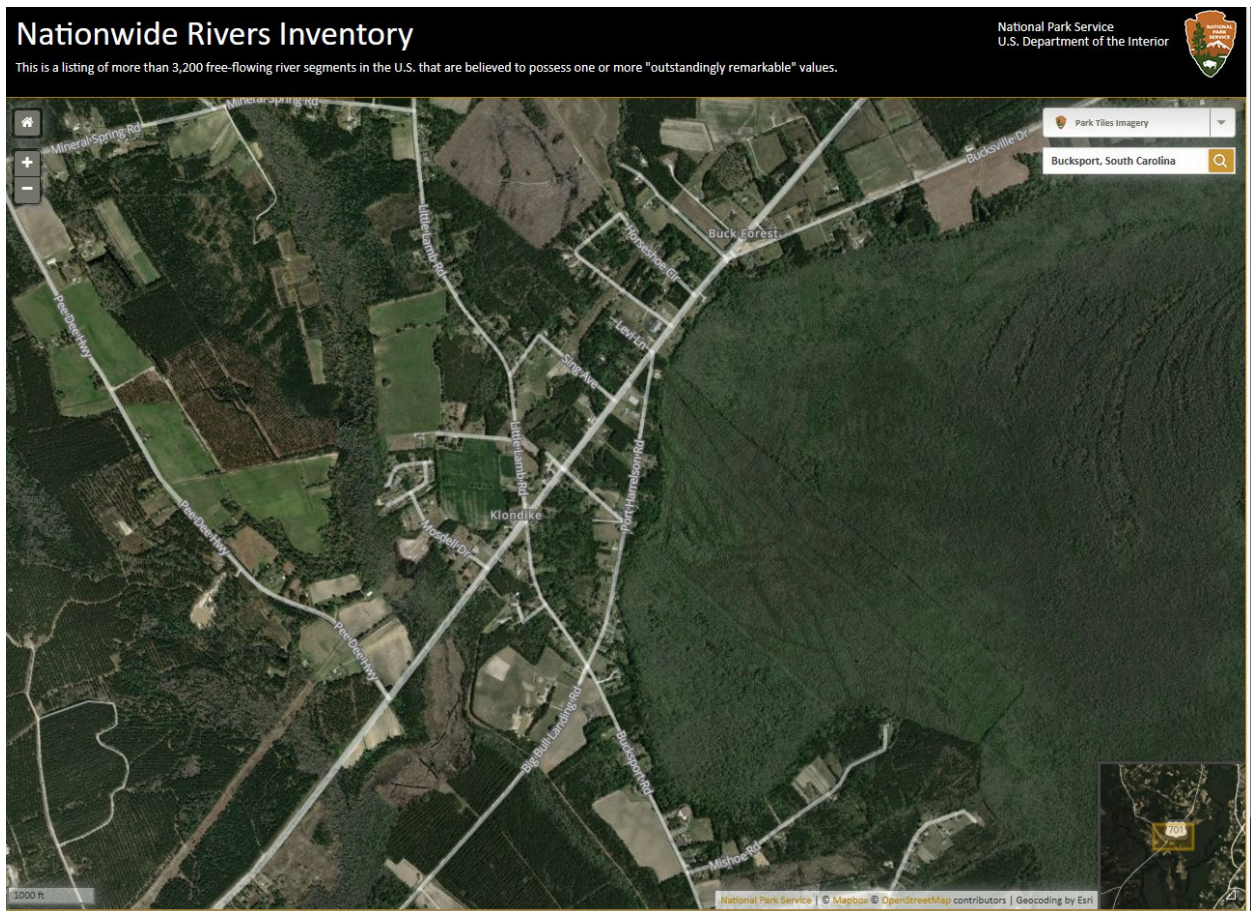 Nationwide Rivers Inventory
This is a listing of more than 3,200 free-flowing river segments in the U.S. that are believed to possess one or more "outstandingly remarkable" values.
National Park Service
U.S. Department of the Interior
NATIONAL
PARK
SERVICE
Mineral Spring Rd
Mineral Spring Rd
+
−
Park Tiles Imagery
Bucksport, South Carolina
Bucksville Dr
Little Lamb Rd
Horseshoe Cir
Buck Forest
Pee Dee Hwy
Levi Ln
Sing Ave
Little Lamb Rd
Port Harrelson Rd
Klondike
Pee Dee Hwy
Mosdell Dr
Pee Dee Hwy
Big Bull Landing Rd
Bucksport Rd
Mishoe Rd
701
1000 ft
National Park Service | © Mapbox © OpenStreetMap contributors | Geocoding by Esri